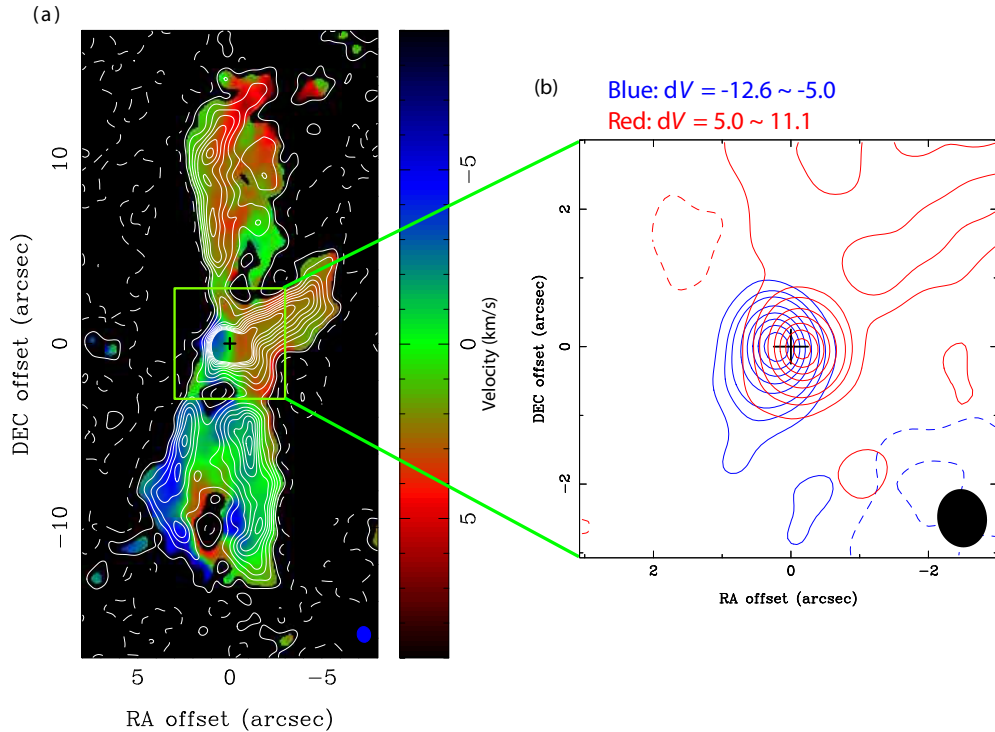 (a)
10
0
-10
DEC offset (arcsec)
5 0 -5
RA offset (arcsec)
-5
0
5
Velocity (km/s)
(b)
Blue: dV = -12.6 ~ -5.0
Red: dV = 5.0 ~ 11.1
2
0
-2
DEC offset (arcsec)
2 0 -2
RA offset (arcsec)